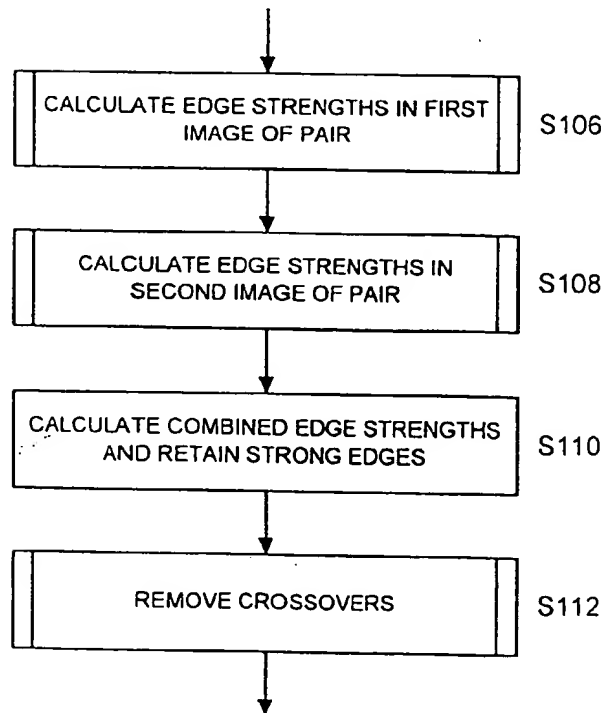 CALCULATE EDGE STRENGTHS IN FIRST
IMAGE OF PAIR
S106
CALCULATE EDGE STRENGTHS IN
SECOND IMAGE OF PAIR
S108
CALCULATE COMBINED EDGE STRENGTHS
AND RETAIN STRONG EDGES
S110
REMOVE CROSSOVERS
S112